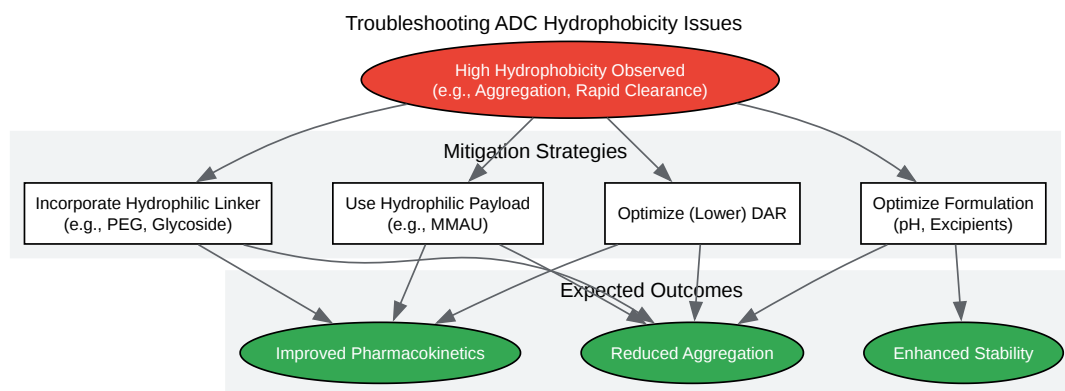 Troubleshooting ADC Hydrophobicity Issues
High Hydrophobicity Observed
(e.g., Aggregation, Rapid Clearance)
Mitigation Strategies
Incorporate Hydrophilic Linker
(e.g., PEG, Glycoside)
Use Hydrophilic Payload
(e.g., MMAU)
Optimize (Lower) DAR
Optimize Formulation
(pH, Excipients)
Expected Outcomes
Improved Pharmacokinetics
Reduced Aggregation
Enhanced Stability